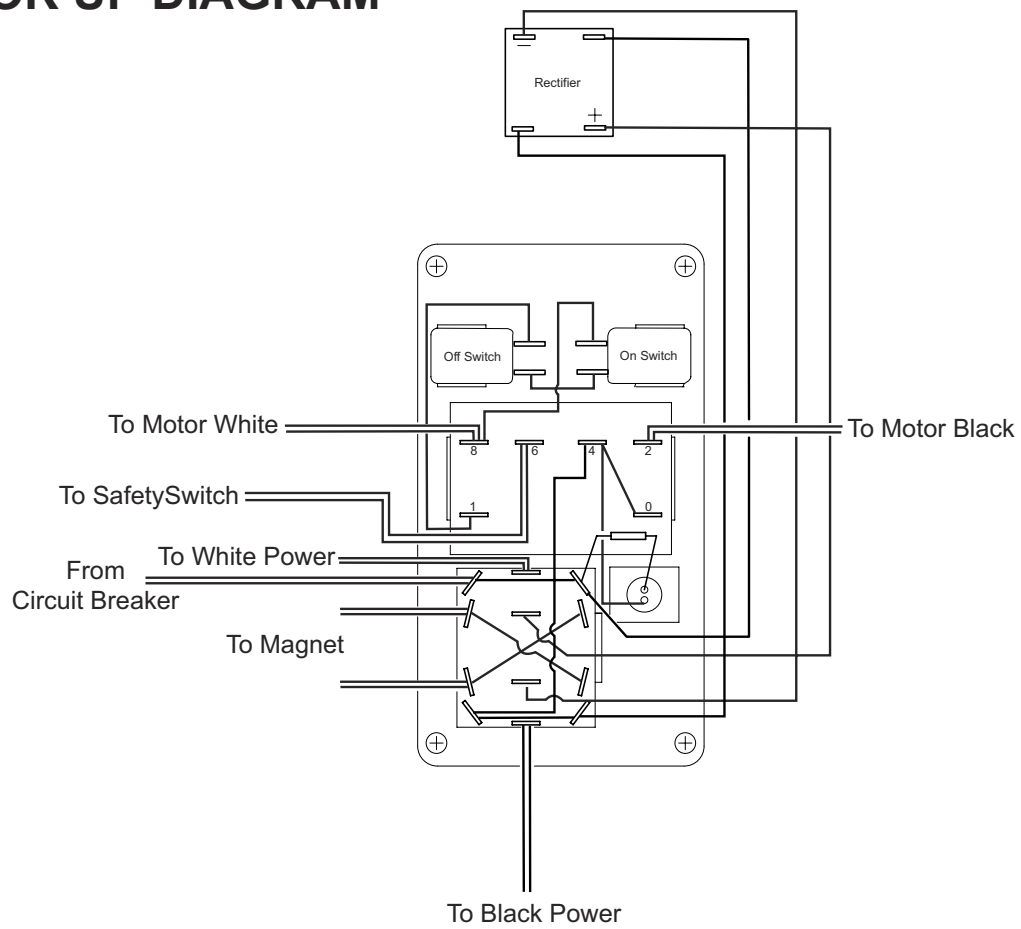 OR UP DIAGRAM
−
Rectifier
+
Off Switch
On Switch
To Motor White
8
6
4
2
To Motor Black
To SafetySwitch
1
0
To White Power
From
Circuit Breaker
To Magnet
To Black Power